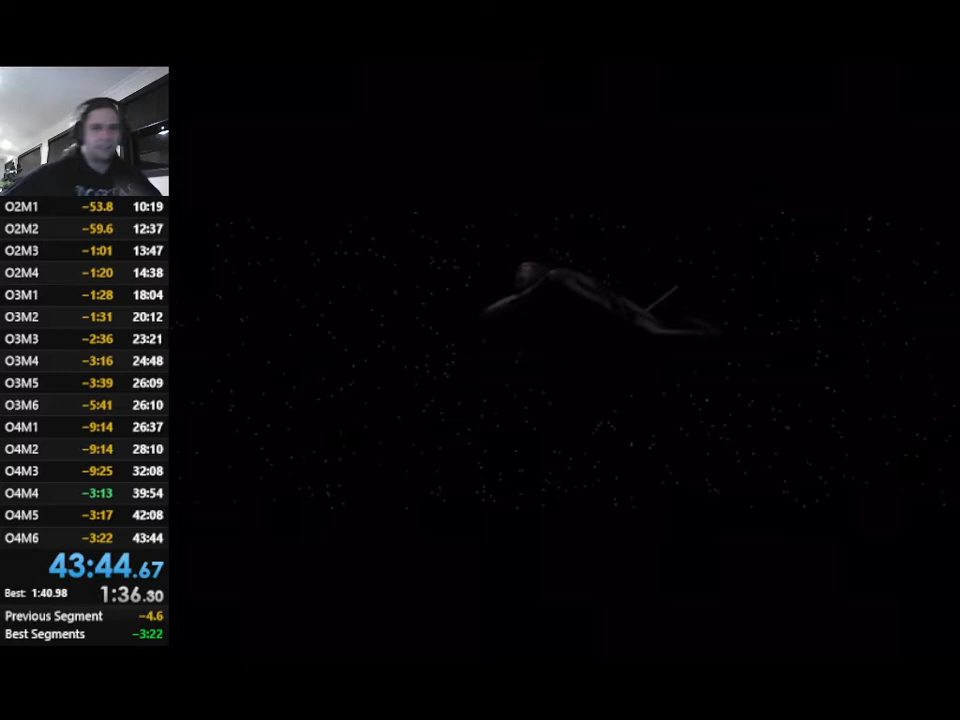 O2M1 −53.8 10:19
O2M2 −59.6 12:37
O2M3 −1:01 13:47
O2M4 −1:20 14:38
O3M1 −1:28 18:04
O3M2 −1:31 20:12
O3M3 −2:36 23:21
O3M4 −3:16 24:48
O3M5 −3:39 26:09
O3M6 −5:41 26:10
O4M1 −9:14 26:37
O4M2 −9:14 28:10
O4M3 −9:25 32:08
O4M4 −3:13 39:54
O4M5 −3:17 42:08
O4M6 −3:22 43:44
43:44.67
Best: 1:40.98 1:36.30
Previous Segment −4.6
Best Segments −3:22